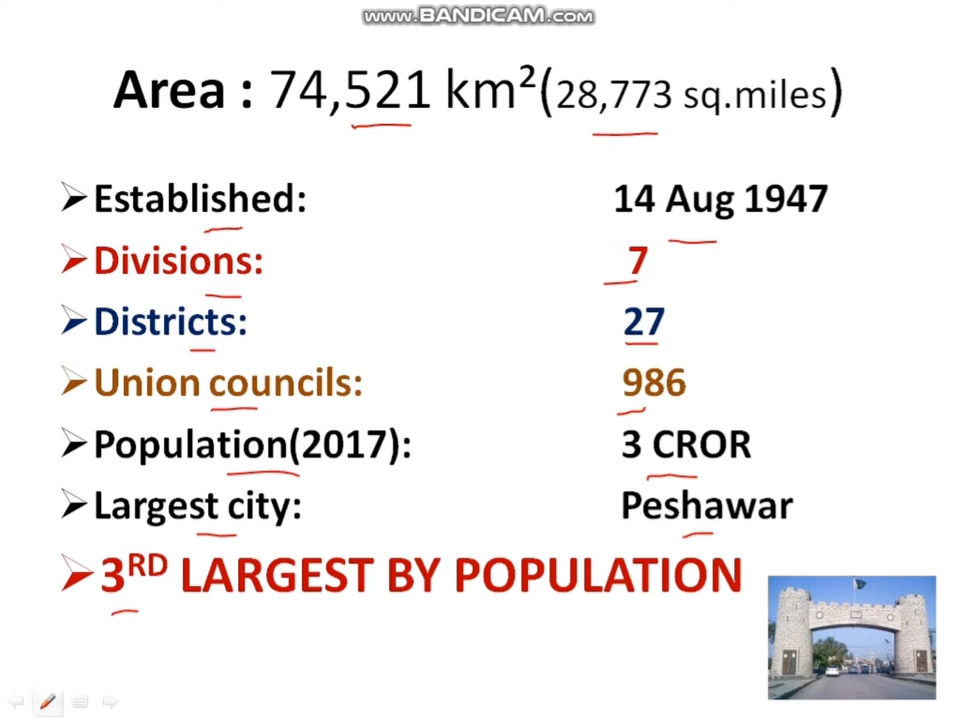 www.BANDICAM.com
Area : 74,521 km²(28,773 sq.miles)
Established: 14 Aug 1947
Divisions: 7
Districts: 27
Union councils: 986
Population(2017): 3 CROR
Largest city: Peshawar
3RD LARGEST BY POPULATION